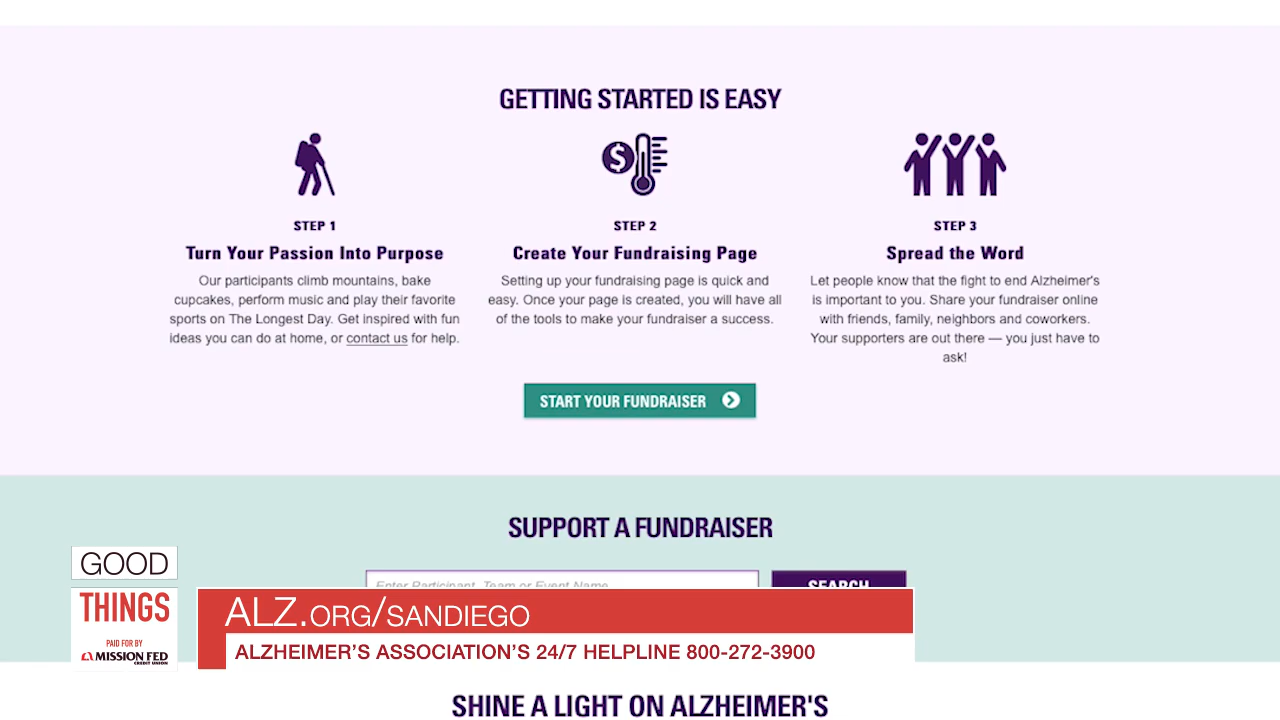 GETTING STARTED IS EASY
STEP 1
Turn Your Passion Into Purpose
Our participants climb mountains, bake
cupcakes, perform music and play their favorite
sports on The Longest Day. Get inspired with fun
ideas you can do at home, or contact us for help.
$
STEP 2
Create Your Fundraising Page
Setting up your fundraising page is quick and
easy. Once your page is created, you will have all
of the tools to make your fundraiser a success.
STEP 3
Spread the Word
Let people know that the fight to end Alzheimer's
is important to you. Share your fundraiser online
with friends, family, neighbors and coworkers.
Your supporters are out there — you just have to
ask!
START YOUR FUNDRAISER
SUPPORT A FUNDRAISER
Enter Participant, Team or Event Name
SEARCH
GOOD
THINGS
PAID FOR BY
MISSION FED
CREDIT UNION
ALZ.ORG/SANDIEGO
ALZHEIMER'S ASSOCIATION'S 24/7 HELPLINE 800-272-3900
SHINE A LIGHT ON ALZHEIMER'S